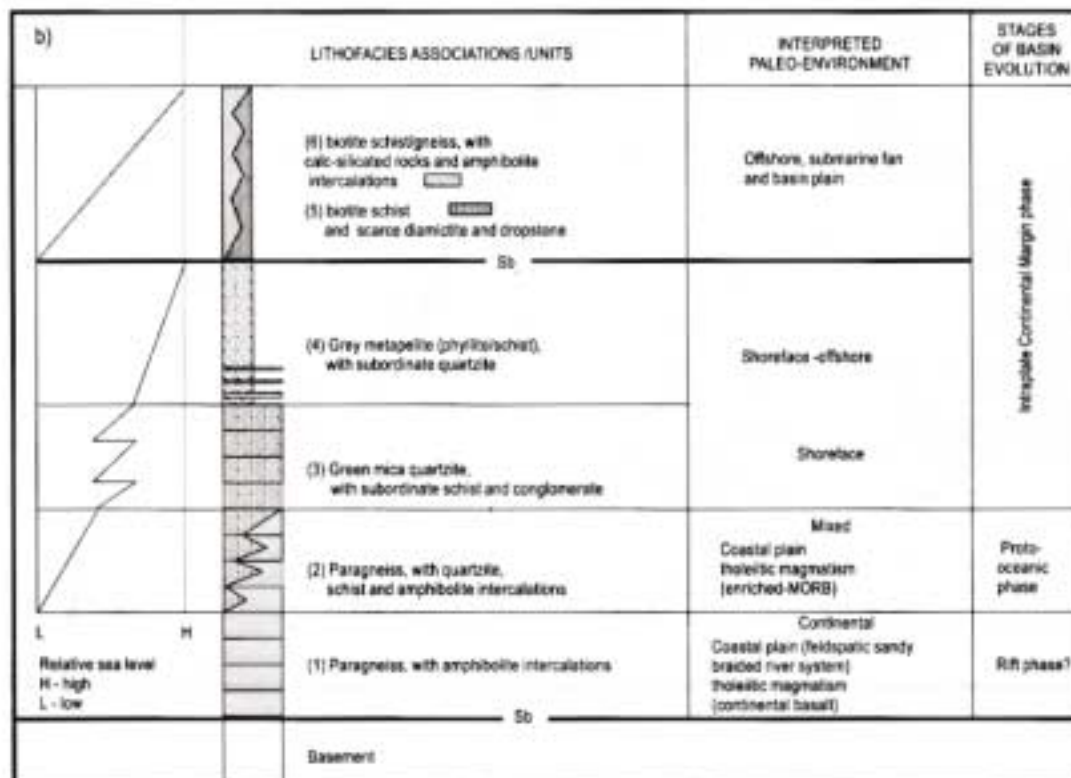 b)
LITHOFACIES ASSOCIATIONS /UNITS
INTERPRETED
PALEO-ENVIRONMENT
STAGES
OF BASIN
EVOLUTION
(6) biotite schist/gneiss, with
calc-silicated rocks and amphibolite
intercalations
(5) biotite schist
and scarce diamictite and dropstone
Offshore, submarine fan
and basin plain
Intraplate Continental Margin phase
Sb
(4) Grey metapelite (phyllite/schist),
with subordinate quartzite
Shoreface -offshore
(3) Green mica quartzite,
with subordinate schist and conglomerate
Shoreface
(2) Paragneiss, with quartzite,
schist and amphibolite intercalations
Mixed
Coastal plain
tholeiitic magmatism
(enriched-MORB)
Proto-
oceanic
phase
L
H
Relative sea level
H - high
L - low
(1) Paragneiss, with amphibolite intercalations
Continental
Coastal plain (feldspatic sandy
braided river system)
tholeiitic magmatism
(continental basalt)
Rift phase?
Sb
Basement